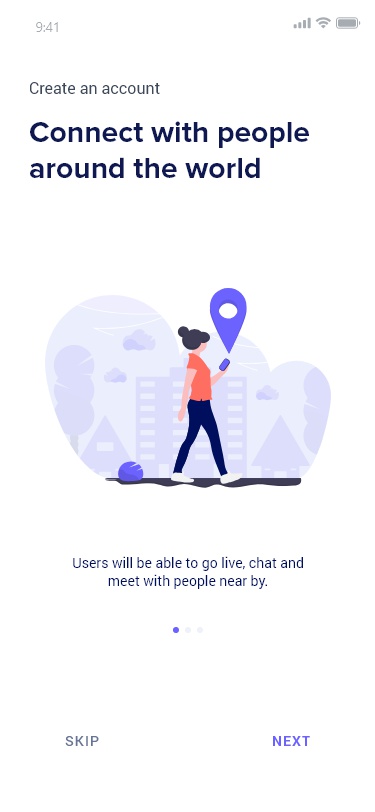 9:41
Create an account
Connect with people
around the world
Users will be able to go live, chat and
meet with people near by.
SKIP
NEXT